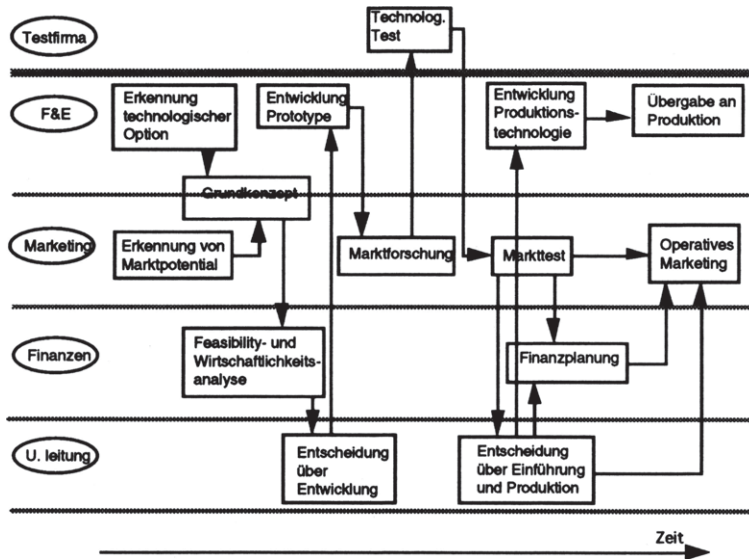 Testfirma
Technolog.
Test
F&E
Erkennung
technologischer
Option
Entwicklung
Prototype
Entwicklung
Produktions-
technologie
Übergabe an
Produktion
Grundkonzept
Marketing
Erkennung von
Marktpotential
Marktforschung
Markttest
Operatives
Marketing
Finanzen
Feasibility- und
Wirtschaftlichkeits-
analyse
Finanzplanung
U. leitung
Entscheidung
über
Entwicklung
Entscheidung
über Einführung
und Produktion
Zeit